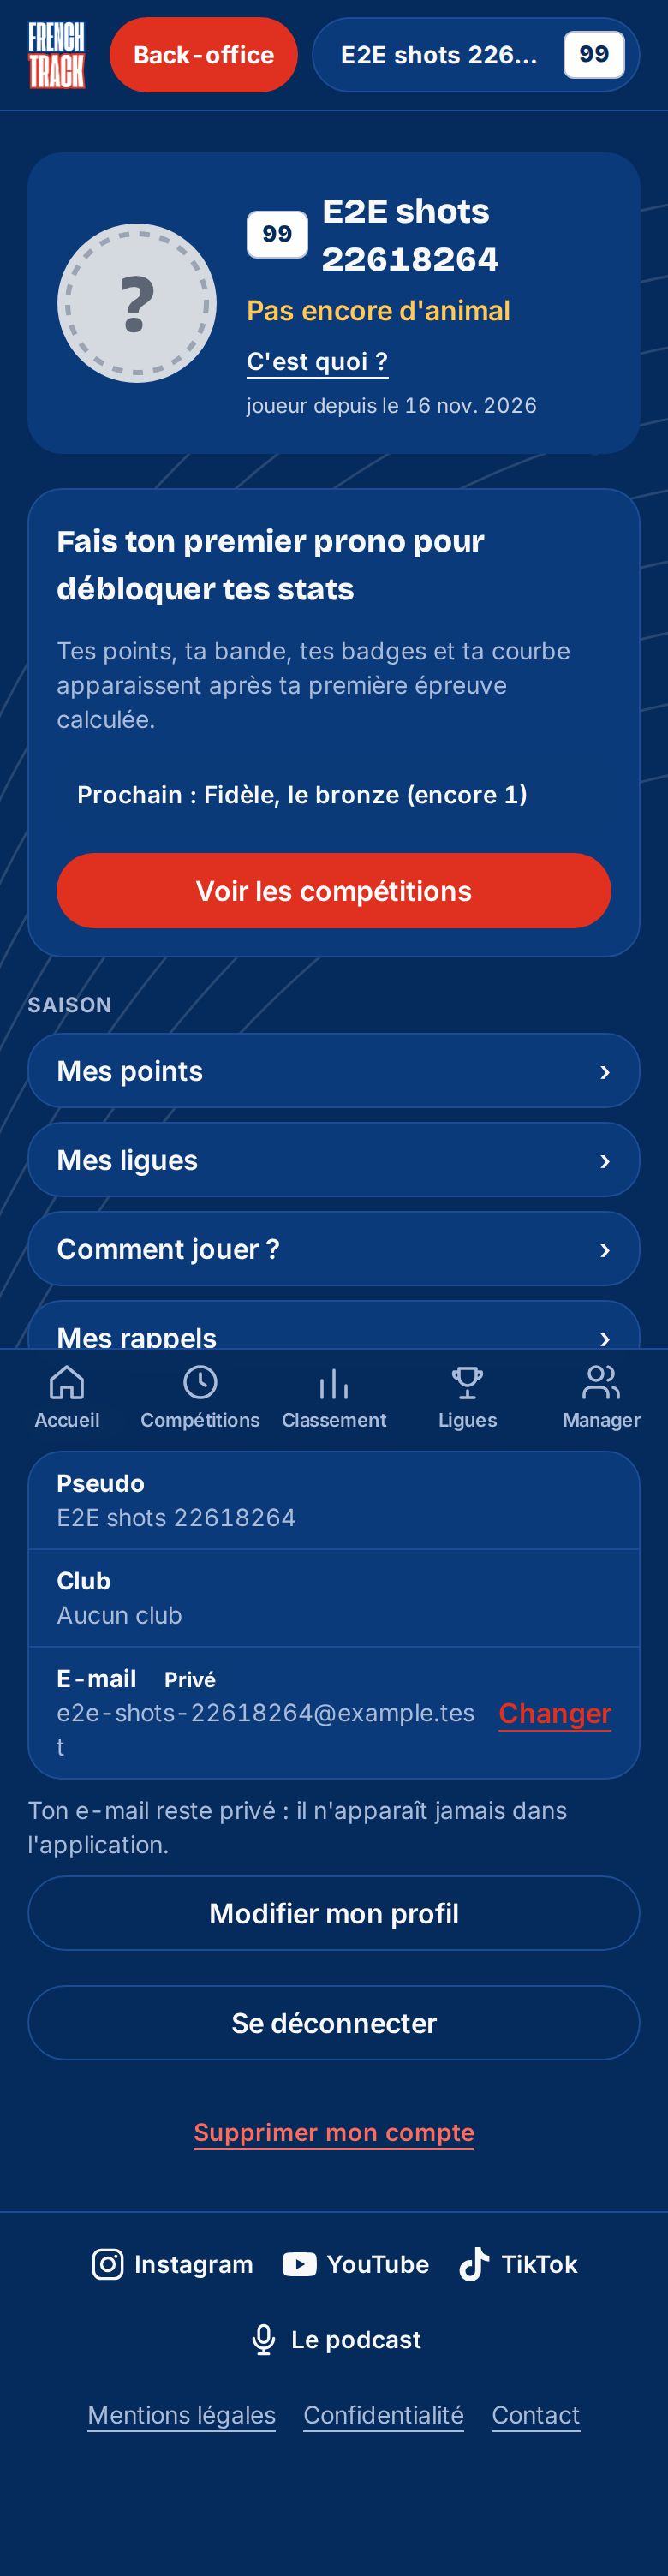 FRENCH
TRACK
Back-office
E2E shots 226... 99
99 E2E shots
22618264
?
Pas encore d'animal
C'est quoi ?
joueur depuis le 16 nov. 2026
Fais ton premier prono pour
débloquer tes stats
Tes points, ta bande, tes badges et ta courbe
apparaissent après ta première épreuve
calculée.
Prochain : Fidèle, le bronze (encore 1)
Voir les compétitions
SAISON
Mes points ›
Mes ligues ›
Comment jouer ? ›
Mes rappels ›
Accueil Compétitions Classement Ligues Manager
Pseudo
E2E shots 22618264
Club
Aucun club
E-mail Privé
e2e-shots-22618264@example.tes
t
Changer
Ton e-mail reste privé : il n'apparaît jamais dans
l'application.
Modifier mon profil
Se déconnecter
Supprimer mon compte
Instagram YouTube TikTok
Le podcast
Mentions légales Confidentialité Contact